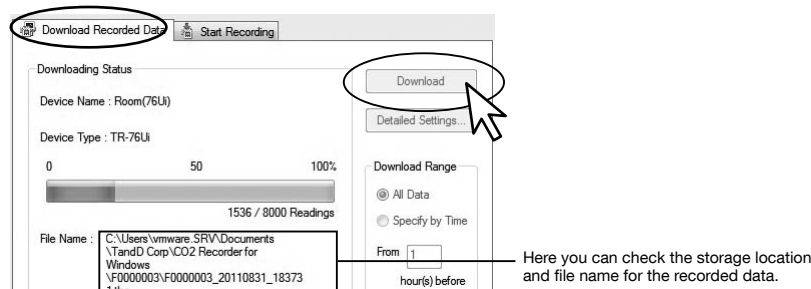 Download Recorded Data
Start Recording
Downloading Status
Device Name : Room(76Ui)
Device Type : TR-76Ui
0 50 100%
1536 / 8000 Readings
File Name :
C:\Users\vmware.SRV\Documents
\TandD Corp\CO2 Recorder for
Windows
\F0000003\F0000003_20110831_18373
Download
Detailed Settings...
Download Range
All Data
Specify by Time
From 1
hour(s) before
Here you can check the storage location
and file name for the recorded data.